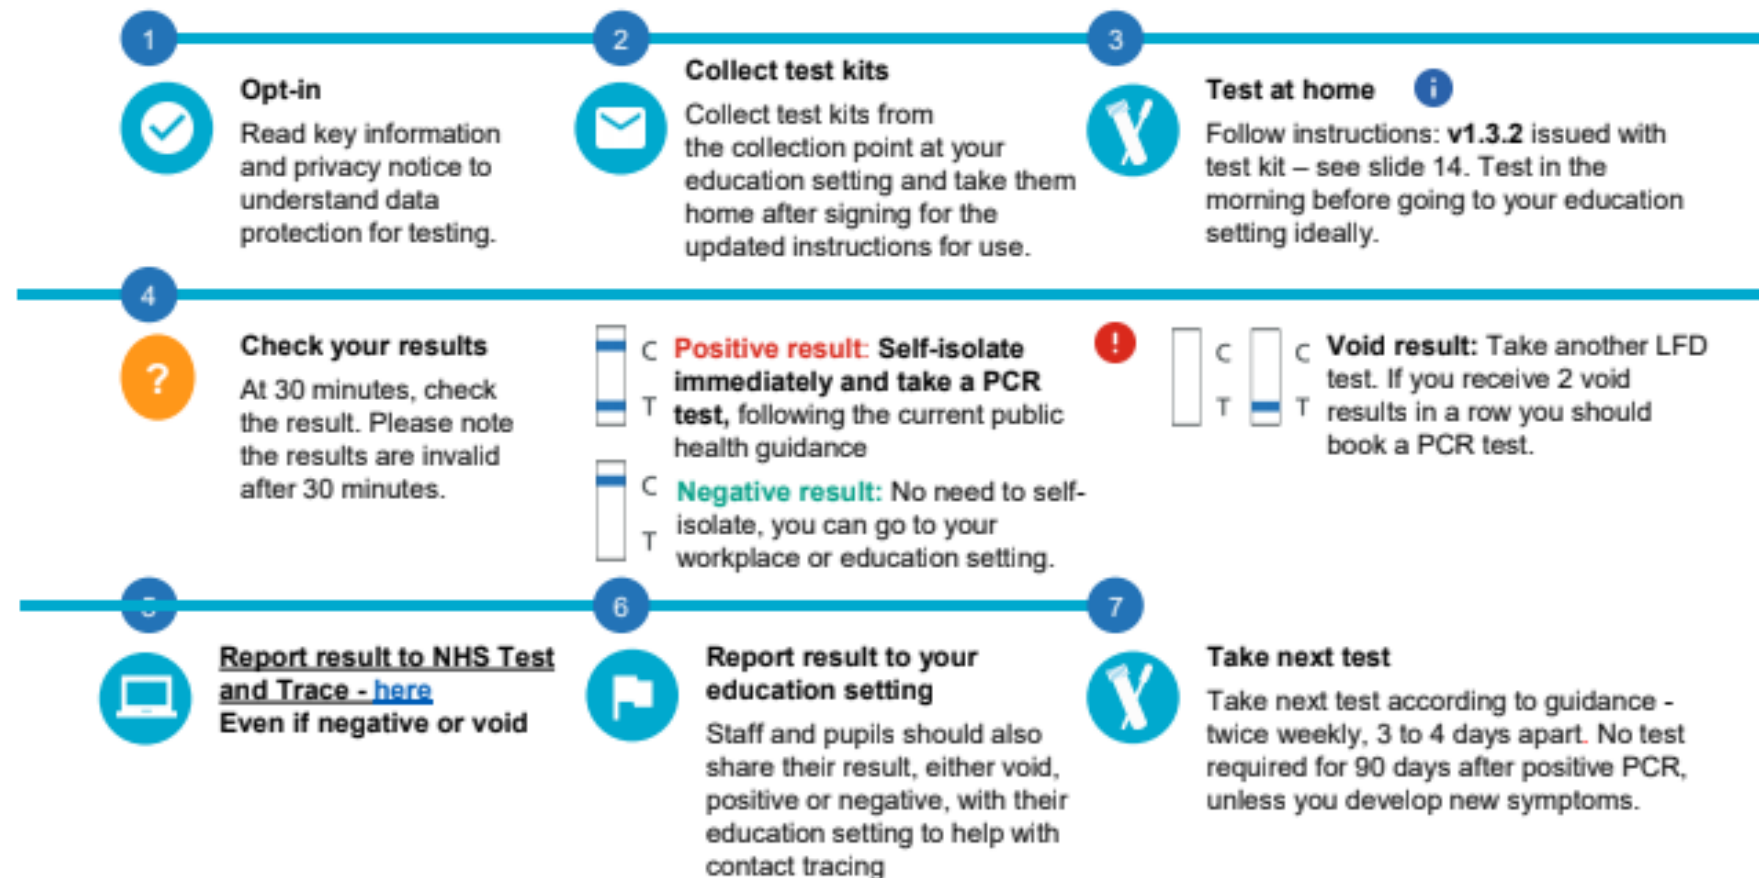 1
2
3
Opt-in
Read key information
and privacy notice to
understand data
protection for testing.
Collect test kits
Collect test kits from
the collection point at your
education setting and take them
home after signing for the
updated instructions for use.
Test at home i
Follow instructions: v1.3.2 issued with
test kit – see slide 14. Test in the
morning before going to your education
setting ideally.
4
?
Check your results
At 30 minutes, check
the result. Please note
the results are invalid
after 30 minutes.
C
T
Positive result: Self-isolate
immediately and take a PCR
test, following the current public
health guidance
C
T
Negative result: No need to self-
isolate, you can go to your
workplace or education setting.
!
C
T
C
T
Void result: Take another LFD
test. If you receive 2 void
results in a row you should
book a PCR test.
5
6
7
Report result to NHS Test
and Trace - here
Even if negative or void
Report result to your
education setting
Staff and pupils should also
share their result, either void,
positive or negative, with their
education setting to help with
contact tracing
Take next test
Take next test according to guidance -
twice weekly, 3 to 4 days apart. No test
required for 90 days after positive PCR,
unless you develop new symptoms.